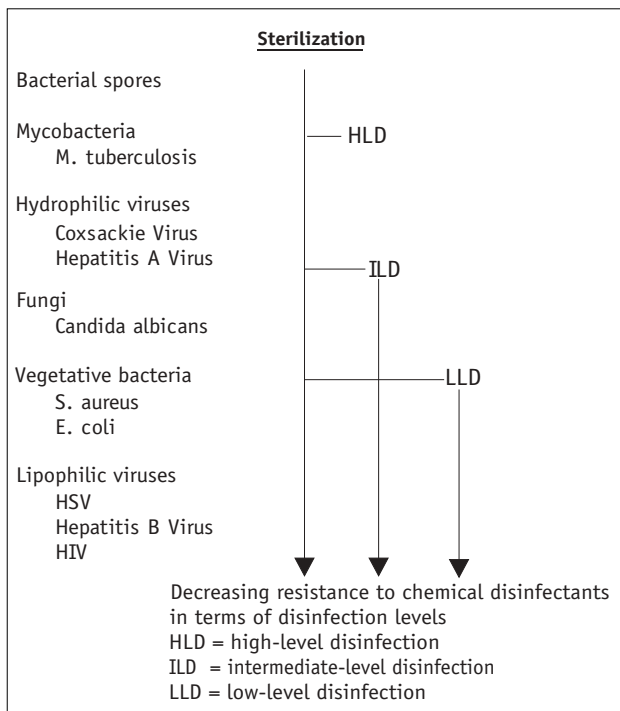 Sterilization
Bacterial spores
Mycobacteria
HLD
M. tuberculosis
Hydrophilic viruses
Coxsackie Virus
Hepatitis A Virus
ILD
Fungi
Candida albicans
Vegetative bacteria
LLD
S. aureus
E. coli
Lipophilic viruses
HSV
Hepatitis B Virus
HIV
Decreasing resistance to chemical disinfectants
in terms of disinfection levels
HLD = high-level disinfection
ILD = intermediate-level disinfection
LLD = low-level disinfection